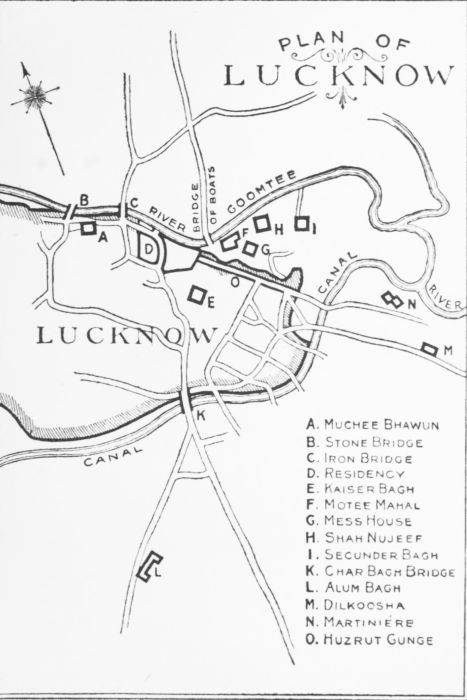 PLAN OF
LUCKNOW
B
C
RIVER
BRIDGE
OF BOATS
GOOMTEE
A
D
F
H
I
G
O
E
CANAL
N
RIVER
LUCKNOW
M
K
CANAL
L
A. MUCHEE BHAWUN
B. STONE BRIDGE
C. IRON BRIDGE
D. RESIDENCY
E. KAISER BAGH
F. MOTEE MAHAL
G. MESS HOUSE
H. SHAH NUJEEF
I. SECUNDER BAGH
K. CHAR BAGH BRIDGE
L. ALUM BAGH
M. DILKOOSHA
N. MARTINIÉRE
O. HUZRUT GUNGE